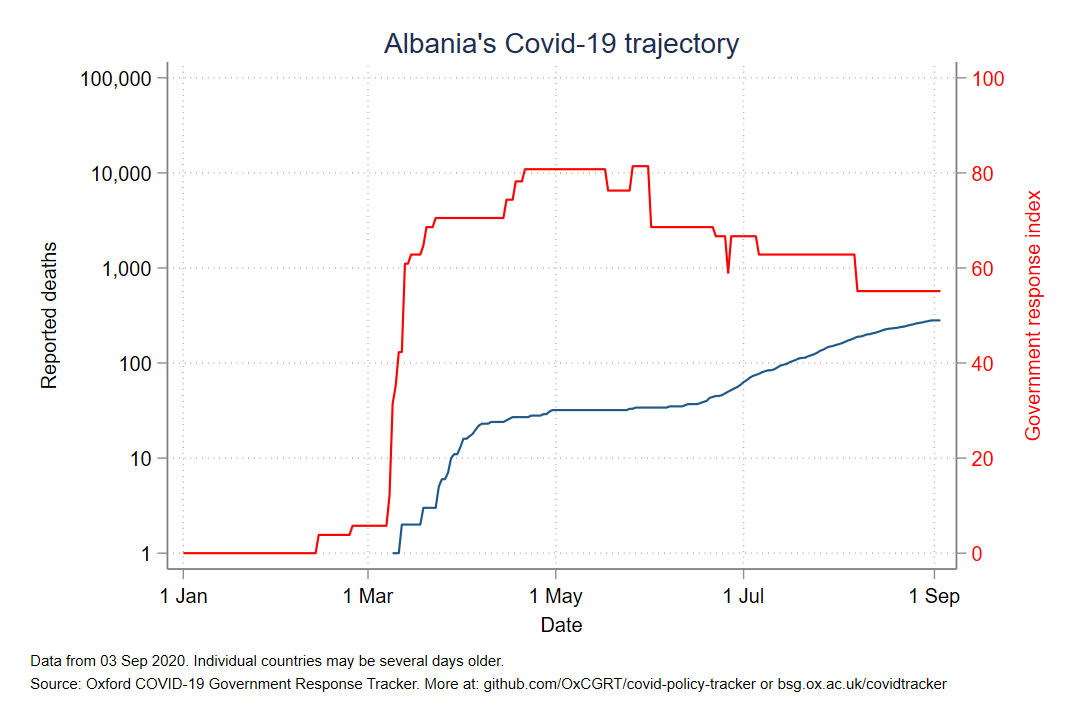 Albania's Covid-19 trajectory
100,000
10,000
1,000
100
10
1
Reported deaths
100
80
60
40
20
0
Government response index
1 Jan
1 Mar
1 May
1 Jul
1 Sep
Date
Data from 03 Sep 2020. Individual countries may be several days older.
Source: Oxford COVID-19 Government Response Tracker. More at: github.com/OxCGRT/covid-policy-tracker or bsg.ox.ac.uk/covidtracker